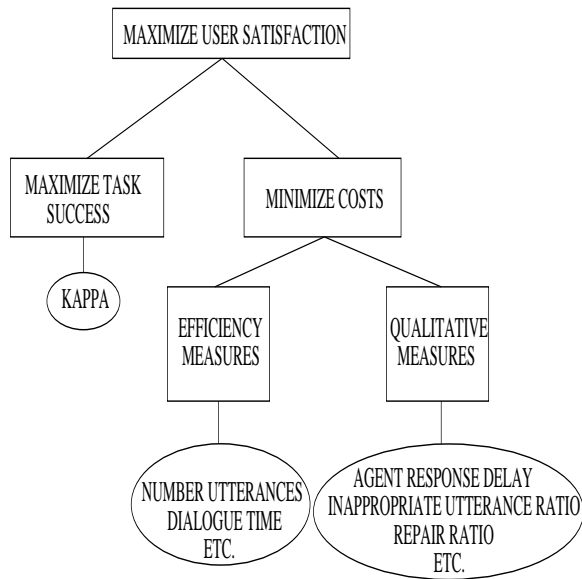 MAXIMIZE USER SATISFACTION
MAXIMIZE TASK
SUCCESS
MINIMIZE COSTS
KAPPA
EFFICIENCY
MEASURES
QUALITATIVE
MEASURES
NUMBER UTTERANCES
DIALOGUE TIME
ETC.
AGENT RESPONSE DELAY
INAPPROPRIATE UTTERANCE RATIO
REPAIR RATIO
ETC.